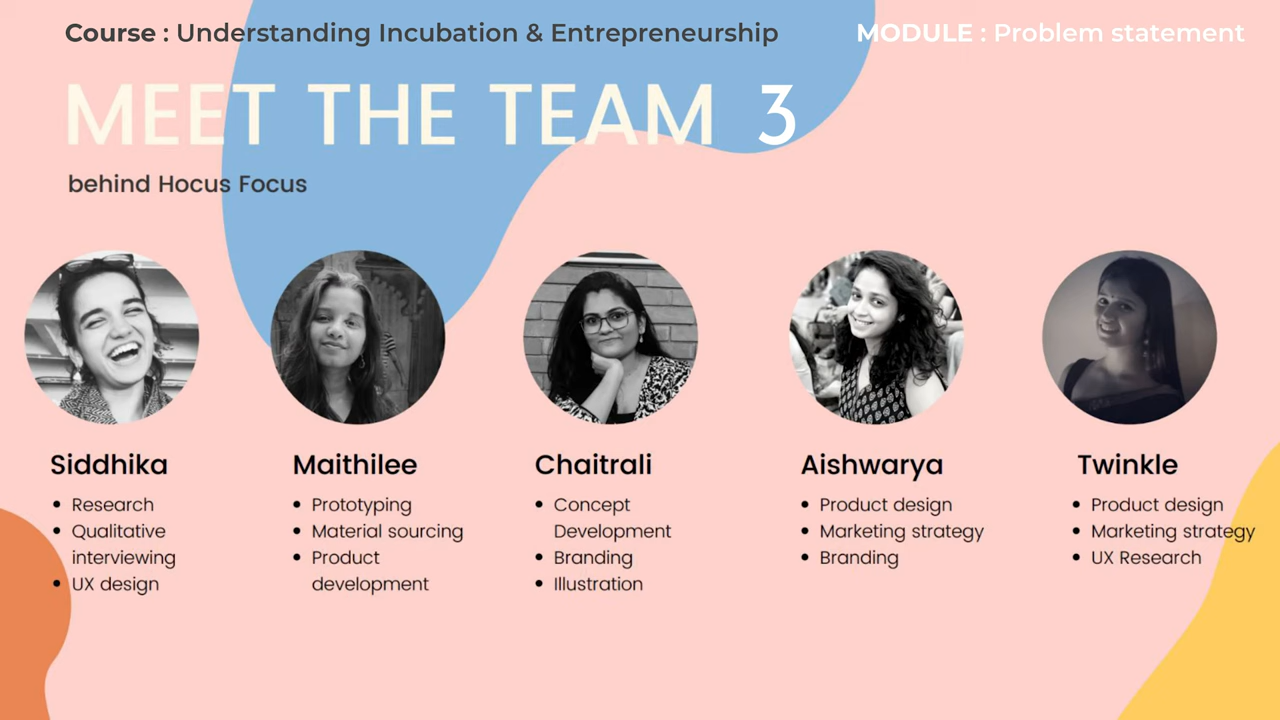 Course : Understanding Incubation & Entrepreneurship
MODULE : Problem statement
MEET THE TEAM 3
behind Hocus Focus
Siddhika
• Research
• Qualitative
interviewing
• UX design
Maithilee
• Prototyping
• Material sourcing
• Product
development
Chaitrali
• Concept
Development
• Branding
• Illustration
Aishwarya
• Product design
• Marketing strategy
• Branding
Twinkle
• Product design
• Marketing strategy
• UX Research